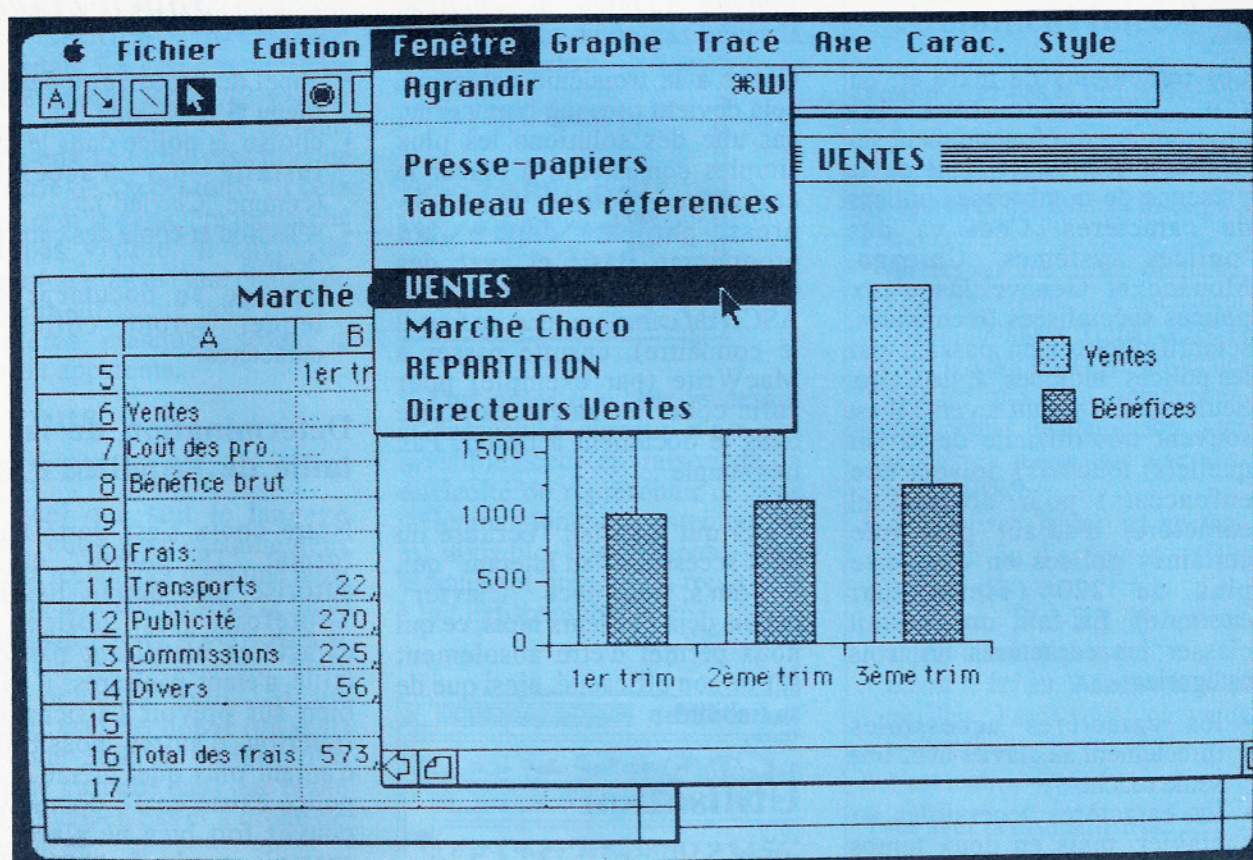 Fichier Edition Fenêtre Graphe Tracé Axe Carac. Style
A
Agrandir ⌘W
Presse-papiers
Tableau des références
VENTES
Marché Choco
REPARTITION
Directeurs Ventes
VENTES
Marché
A B
5 1er tr
6 Ventes
7 Coût des pro...
8 Bénéfice brut
9
10 Frais:
11 Transports 22,
12 Publicité 270,
13 Commissions 225,
14 Divers 56,
15
16 Total des frais 573,
17
1500
1000
500
0
1er trim 2ème trim 3ème trim
Ventes
Bénéfices